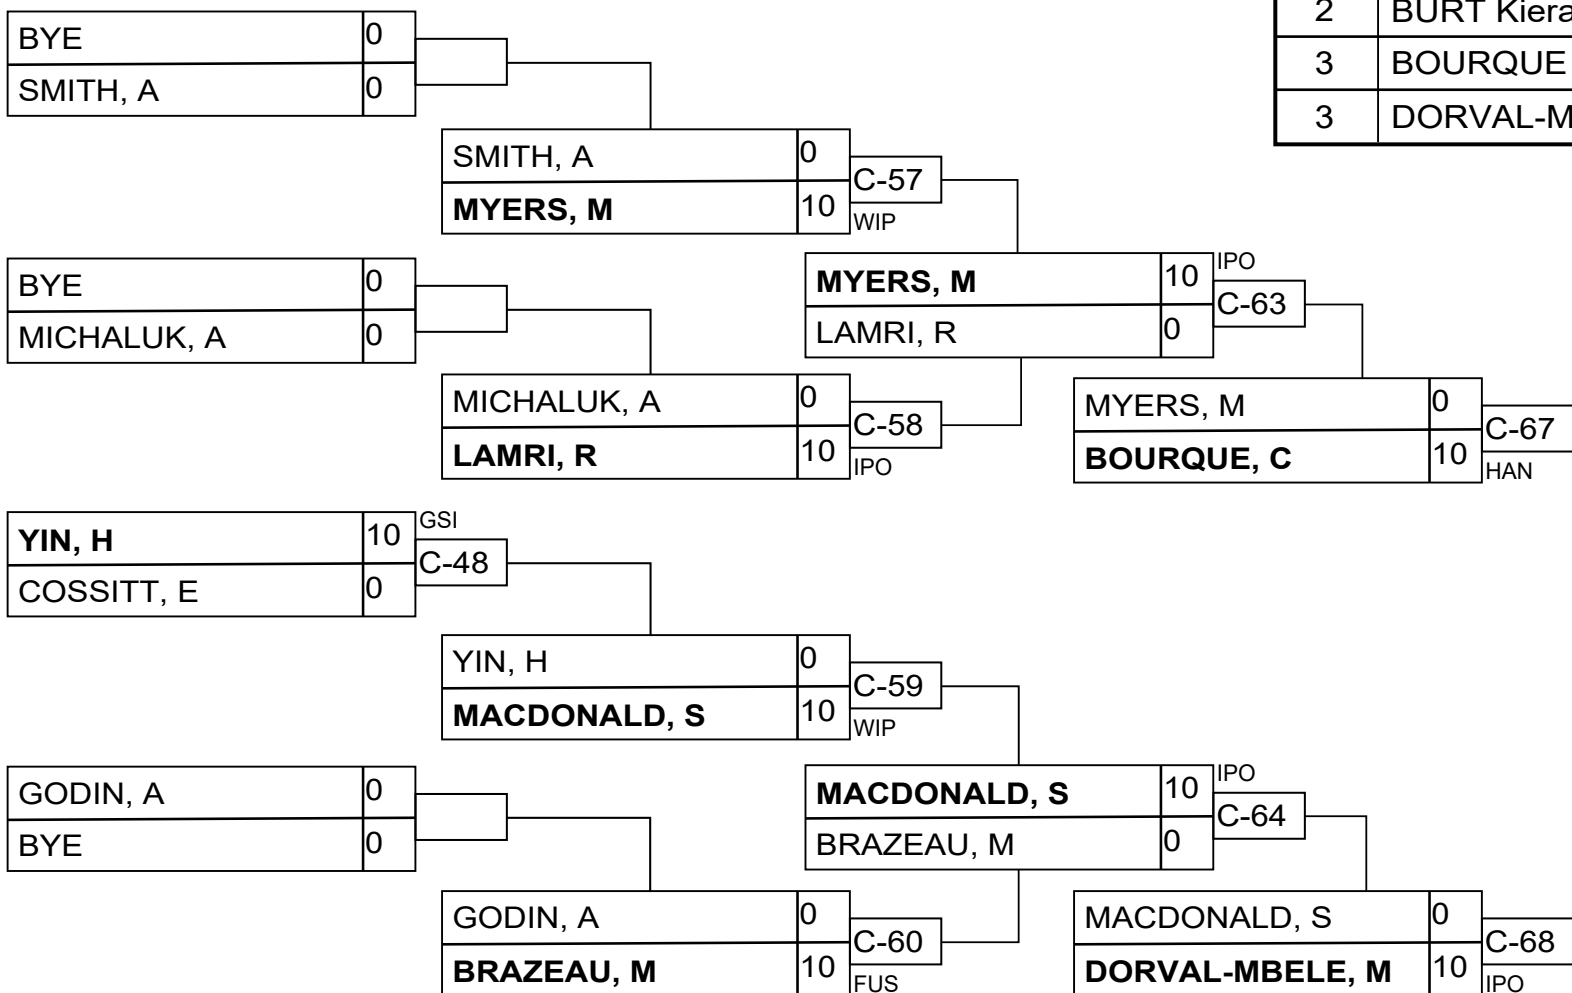 2 BURT Kiera
3 BOURQUE
3 DORVAL-M
BYE 0
SMITH, A 0
SMITH, A 0
C-57
MYERS, M 10
WIP
BYE 0
MICHALUK, A 0
MYERS, M 10 IPO
C-63
LAMRI, R 0
MICHALUK, A 0
C-58
LAMRI, R 10
IPO
MYERS, M 0
C-67
BOURQUE, C 10
HAN
YIN, H 10 GSI
C-48
COSSITT, E 0
YIN, H 0
C-59
MACDONALD, S 10
WIP
GODIN, A 0
BYE 0
MACDONALD, S 10 IPO
C-64
BRAZEAU, M 0
GODIN, A 0
C-60
BRAZEAU, M 10
FUS
MACDONALD, S 0
C-68
DORVAL-MBELE, M 10
IPO